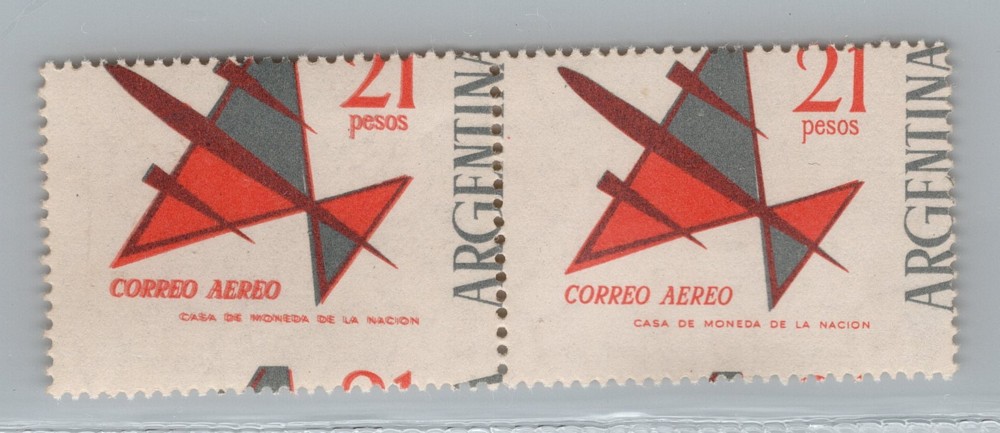 21
pesos
ARGENTINA
CORREO AEREO
CASA DE MONEDA DE LA NACION
21
21
pesos
ARGENTINA
CORREO AEREO
CASA DE MONEDA DE LA NACION